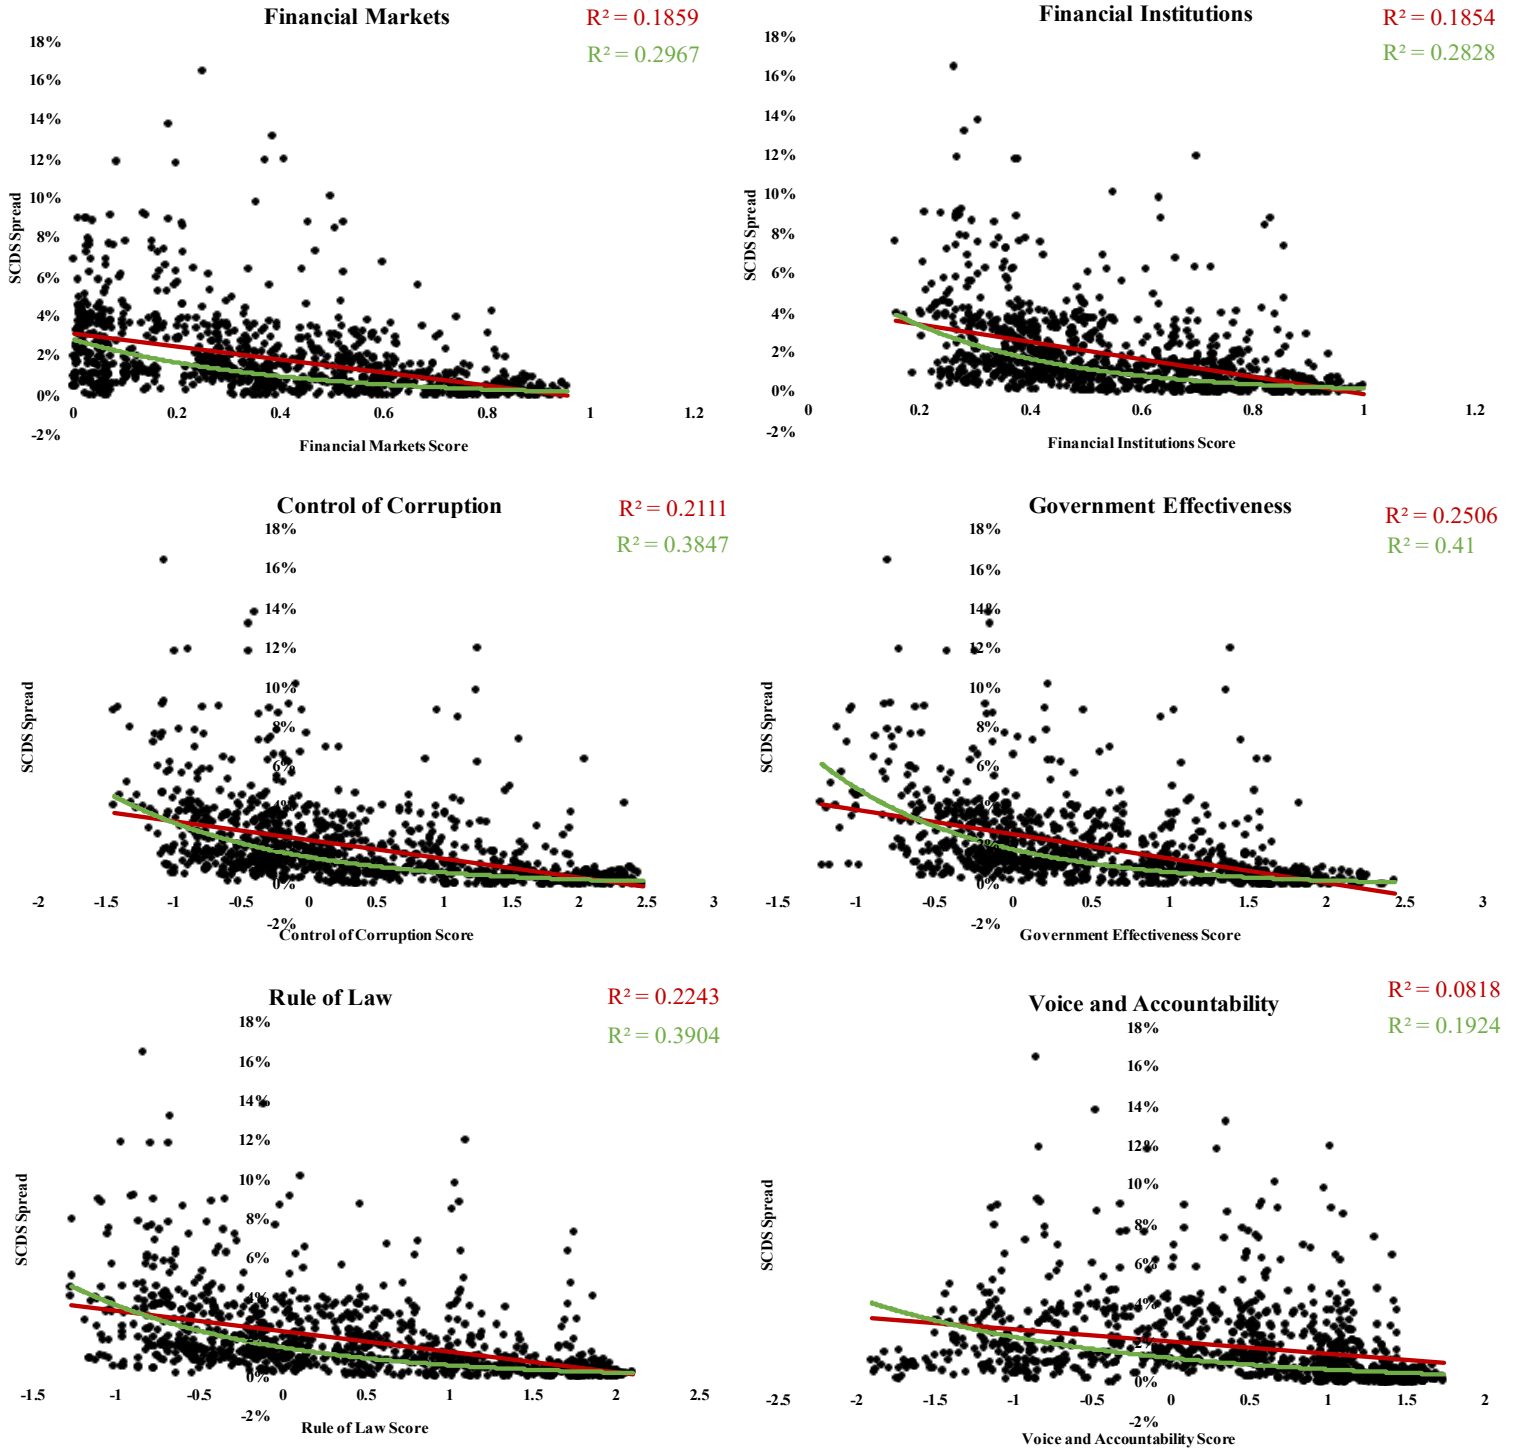 Financial Markets
R² = 0.1859
R² = 0.2967
18%
16%
14%
12%
10%
8%
6%
4%
2%
0%
-2%
SCDS Spread
0 0.2 0.4 0.6 0.8 1 1.2
Financial Markets Score
Financial Institutions
R² = 0.1854
R² = 0.2828
18%
16%
14%
12%
10%
8%
6%
4%
2%
0%
-2%
SCDS Spread
0 0.2 0.4 0.6 0.8 1 1.2
Financial Institutions Score
Control of Corruption
R² = 0.2111
R² = 0.3847
18%
16%
14%
12%
10%
8%
6%
4%
0%
-2%
SCDS Spread
-2 -1.5 -1 -0.5 0 0.5 1 1.5 2 2.5 3
Control of Corruption Score
Government Effectiveness
R² = 0.2506
R² = 0.41
18%
16%
14%
12%
10%
8%
6%
4%
2%
0%
-2%
SCDS Spread
-1.5 -1 -0.5 0 0.5 1 1.5 2 2.5 3
Government Effectiveness Score
Rule of Law
R² = 0.2243
R² = 0.3904
18%
16%
14%
12%
10%
8%
6%
4%
0%
-2%
SCDS Spread
-1.5 -1 -0.5 0 0.5 1 1.5 2 2.5
Rule of Law Score
Voice and Accountability
R² = 0.0818
R² = 0.1924
18%
16%
14%
12%
10%
8%
6%
4%
2%
0%
-2%
SCDS Spread
-2.5 -2 -1.5 -1 -0.5 0 0.5 1 1.5 2
Voice and Accountability Score